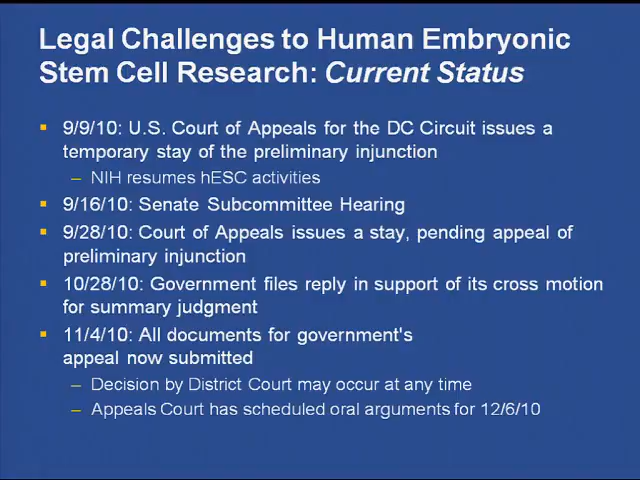 Legal Challenges to Human Embryonic
Stem Cell Research: Current Status
▪ 9/9/10: U.S. Court of Appeals for the DC Circuit issues a
temporary stay of the preliminary injunction
– NIH resumes hESC activities
▪ 9/16/10: Senate Subcommittee Hearing
▪ 9/28/10: Court of Appeals issues a stay, pending appeal of
preliminary injunction
▪ 10/28/10: Government files reply in support of its cross motion
for summary judgment
▪ 11/4/10: All documents for government's
appeal now submitted
– Decision by District Court may occur at any time
– Appeals Court has scheduled oral arguments for 12/6/10